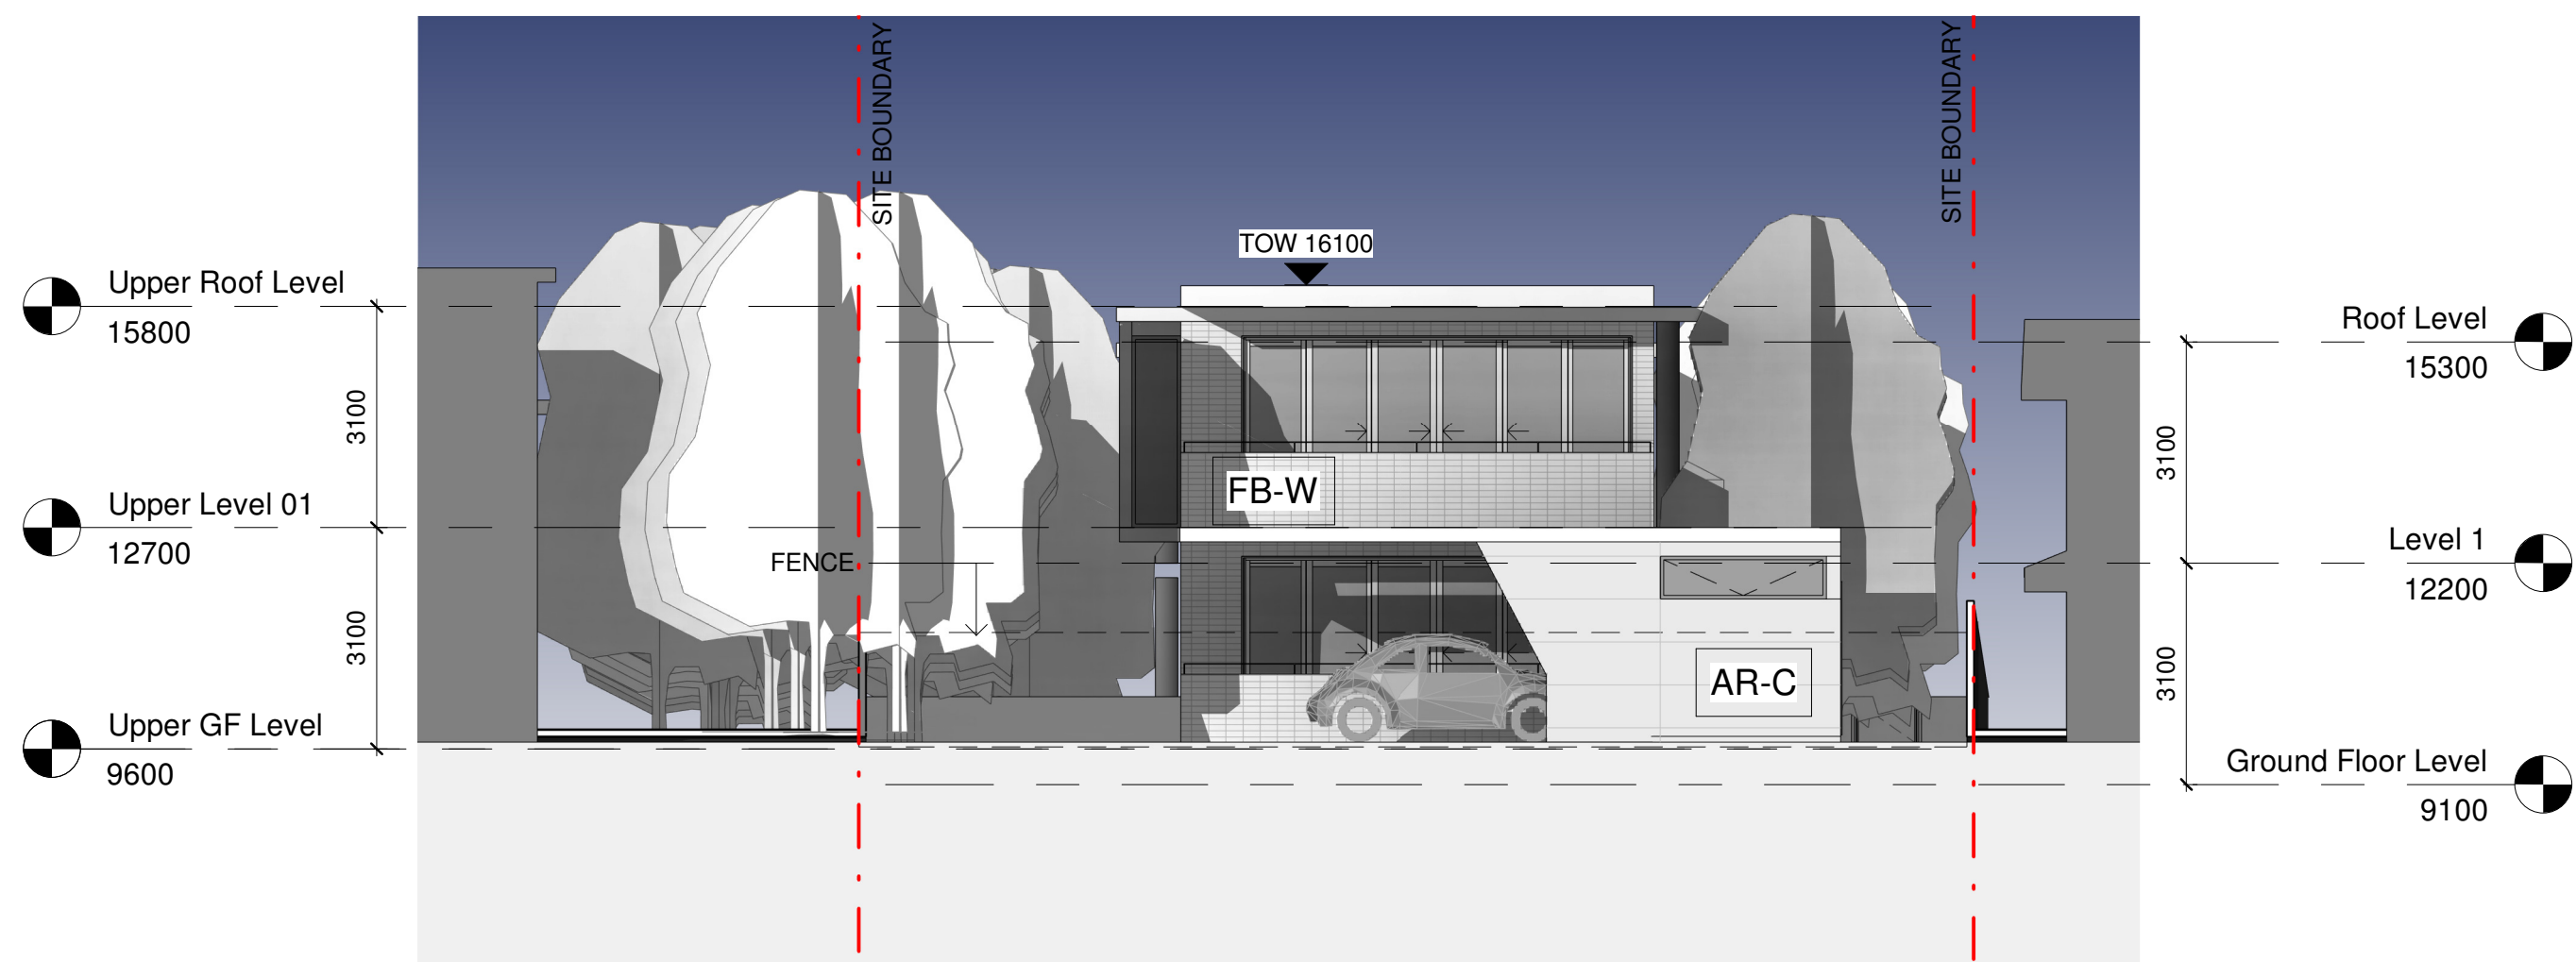 SITE BOUNDARY
SITE BOUNDARY
TOW 16100
Upper Roof Level
15800
Roof Level
15300
3100
3100
FB-W
Upper Level 01
12700
FENCE
Level 1
12200
3100
3100
AR-C
Upper GF Level
9600
Ground Floor Level
9100